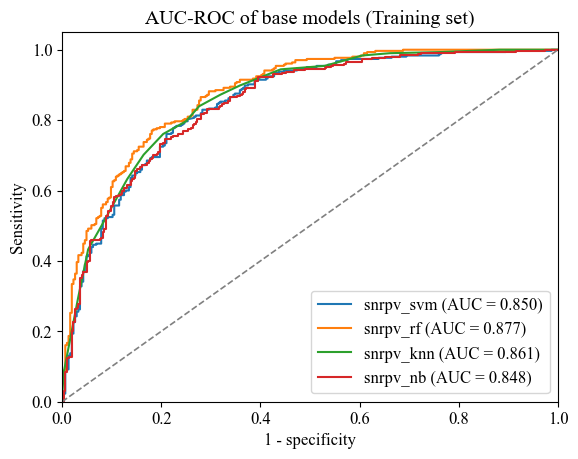 AUC-ROC of base models (Training set)
1.0
0.8
0.6
0.4
0.2
0.0
Sensitivity
snrpv_svm (AUC = 0.850)
snrpv_rf (AUC = 0.877)
snrpv_knn (AUC = 0.861)
snrpv_nb (AUC = 0.848)
0.0 0.2 0.4 0.6 0.8 1.0
1 - specificity